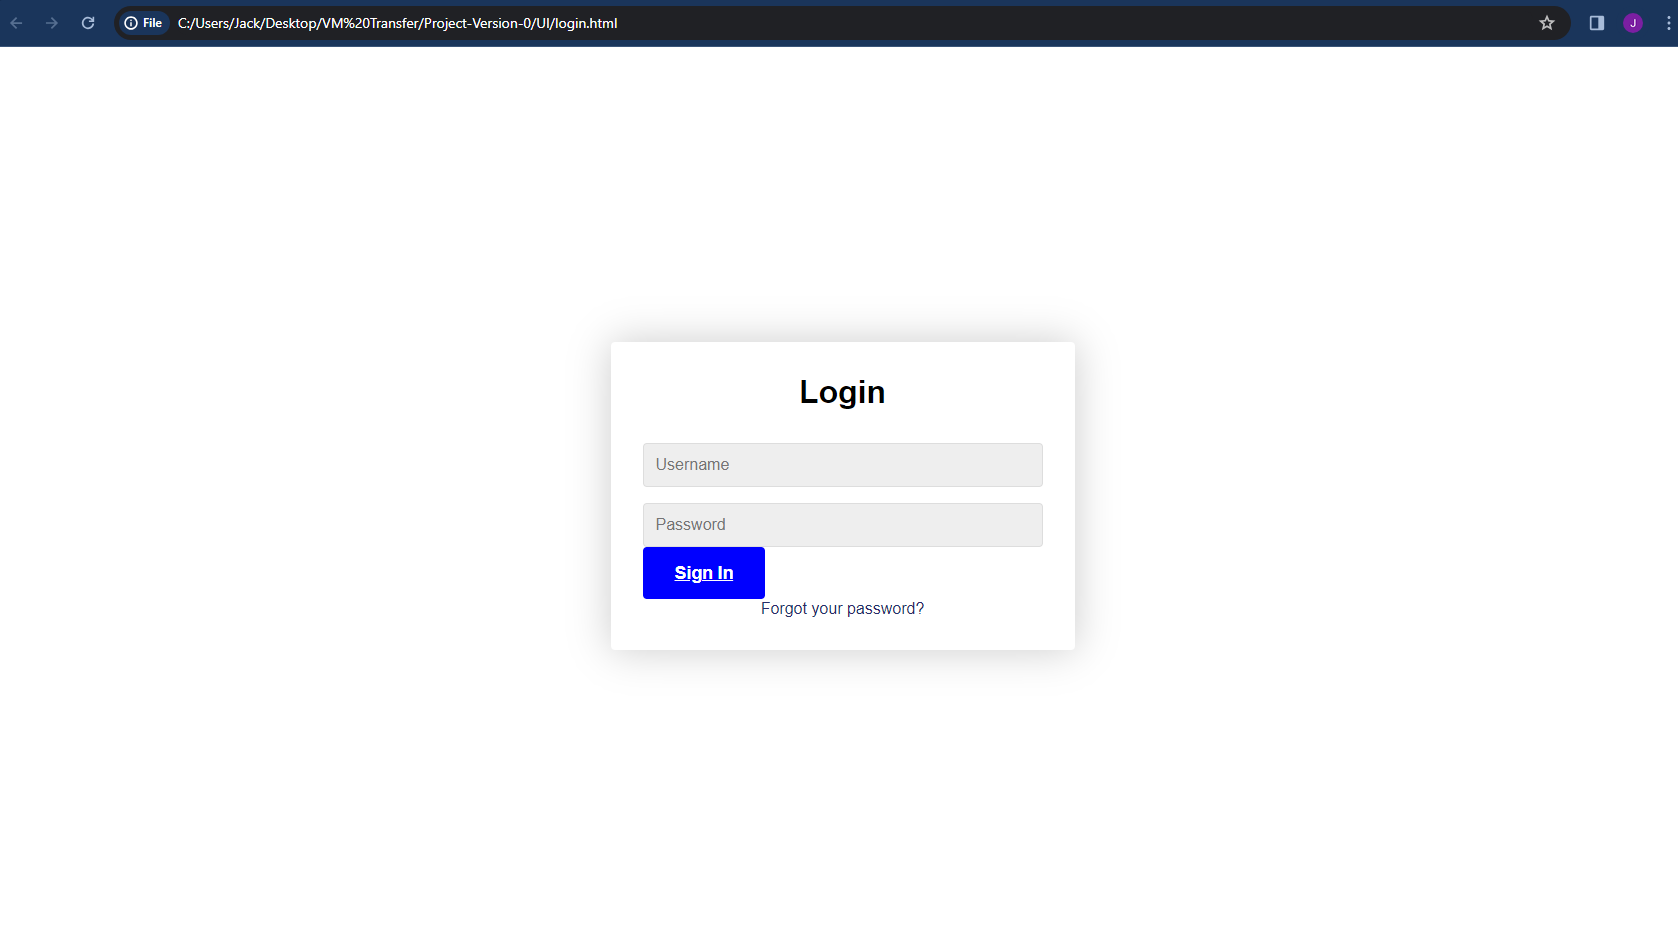 File C:/Users/Jack/Desktop/VM%20Transfer/Project-Version-0/UI/login.html
J
Login
Username
Password
Sign In
Forgot your password?